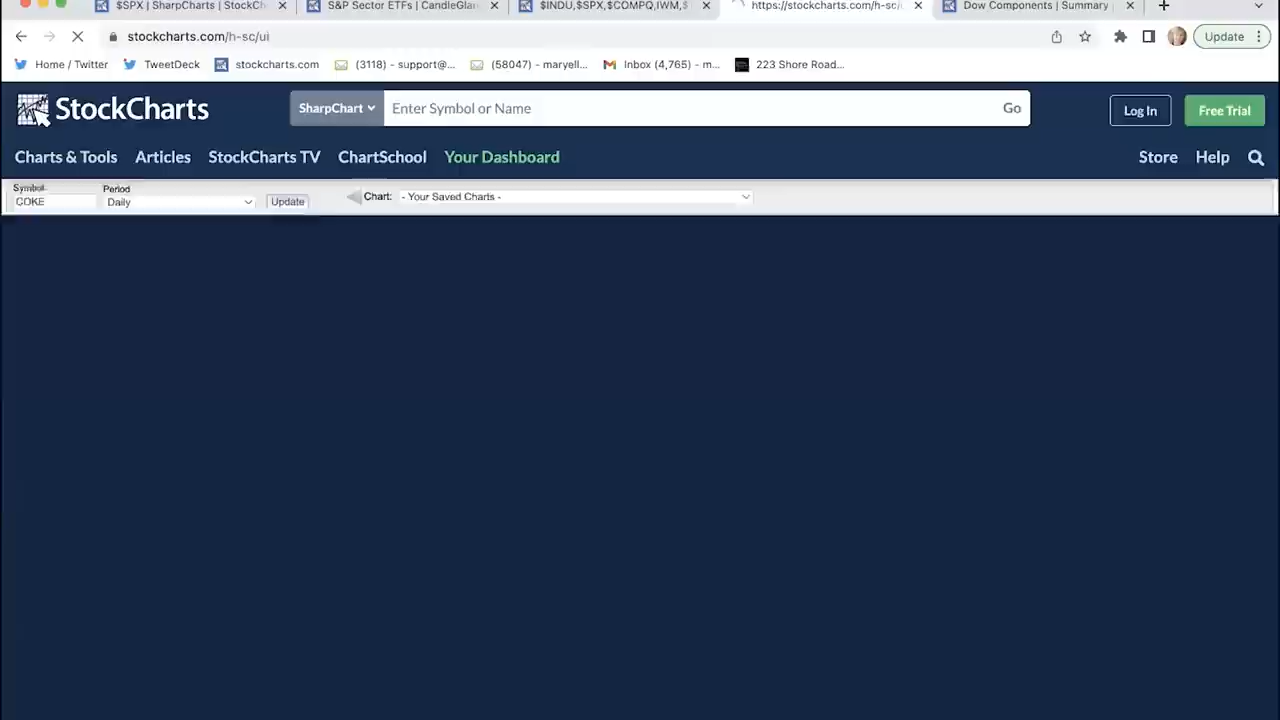 $SPX | SharpCharts | StockCh
S&P Sector ETFs | CandleGlan
$INDU,$SPX,$COMPQ,IWM,$
https://stockcharts.com/h-sc/
Dow Components | Summary
stockcharts.com/h-sc/ui
Update
Home / Twitter
TweetDeck
stockcharts.com
(3118) - support@...
(58047) - maryell...
Inbox (4,765) - m...
223 Shore Road...
StockCharts
SharpChart
Enter Symbol or Name
Go
Log In
Free Trial
Charts & Tools
Articles
StockCharts TV
ChartSchool
Your Dashboard
Store
Help
Symbol
Period
COKE
Daily
Update
Chart:
- Your Saved Charts -